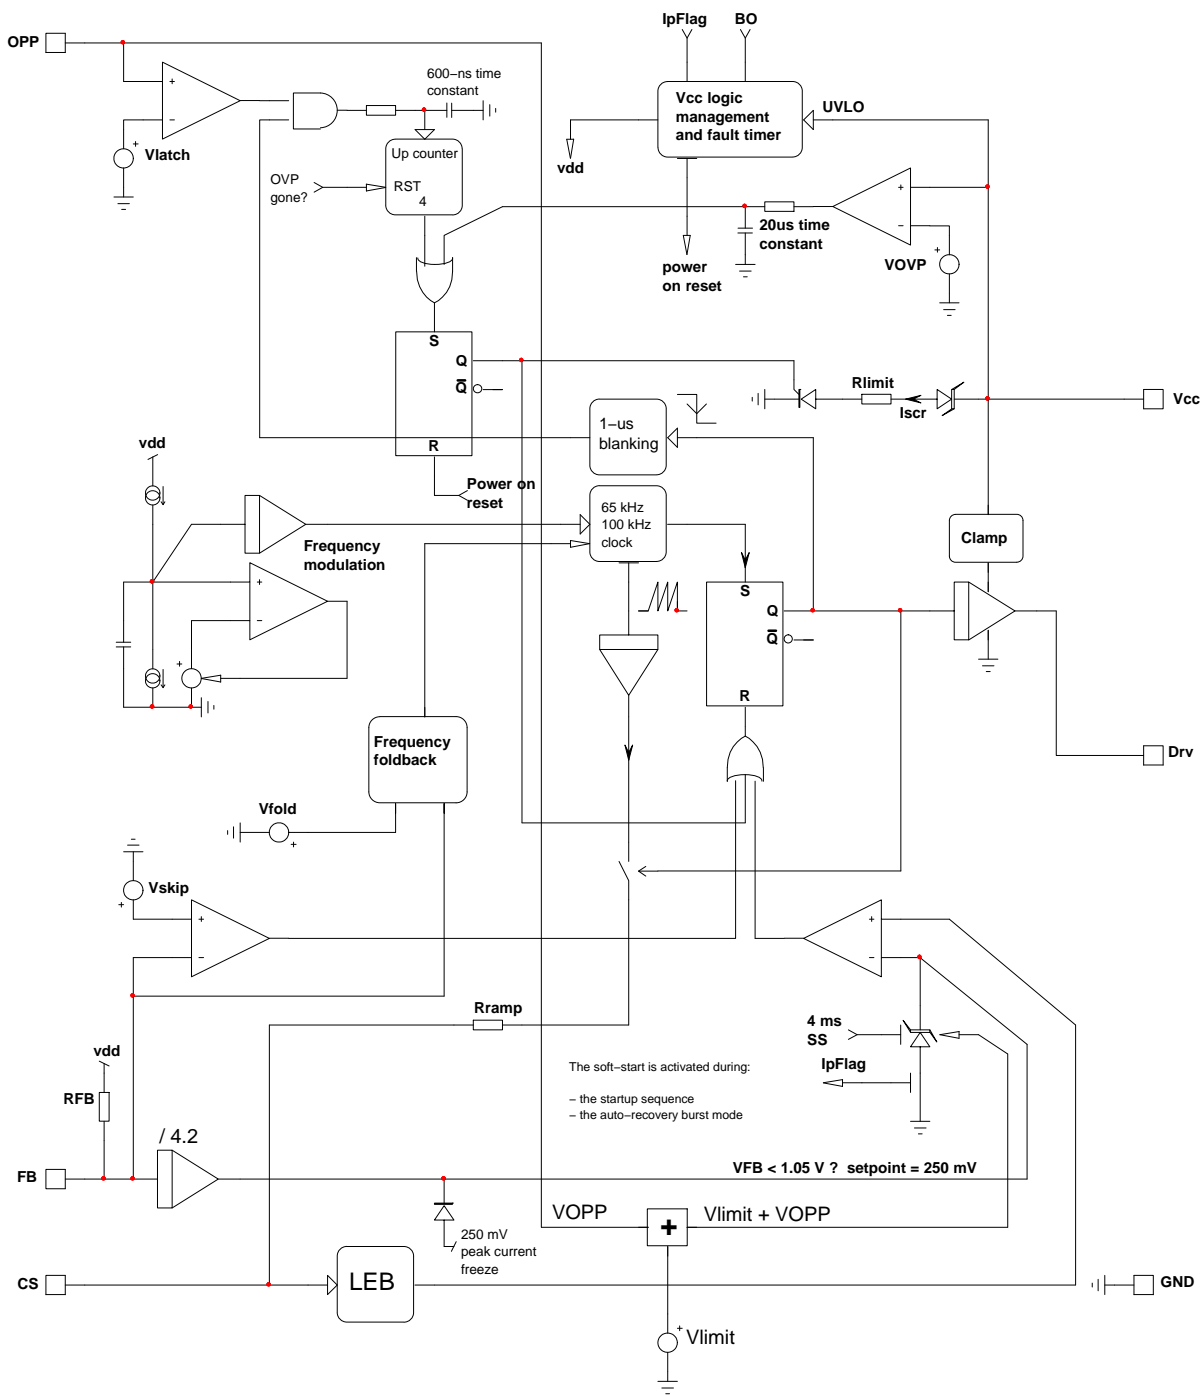 IpFlag
BO
OPP
600−ns time
constant
Vcc logic
management
and fault timer
UVLO
+
−
+
Vlatch
vdd
Up counter
RST
4
OVP
gone?
+
−
20us time
constant
+
VOVP
power
on reset
S
Q
Q
R
Rlimit
Iscr
Vcc
1−us
blanking
vdd
Power on
reset
65 kHz
100 kHz
clock
Frequency
modulation
Clamp
+
−
+
S
Q
Q
R
Frequency
foldback
Drv
Vfold
+
Vskip
+
+
−
+
−
Rramp
4 ms
SS
vdd
The soft−start is activated during:
IpFlag
RFB
− the startup sequence
− the auto−recovery burst mode
/ 4.2
FB
VFB < 1.05 V ? setpoint = 250 mV
VOPP
+
Vlimit + VOPP
250 mV
peak current
freeze
CS
LEB
GND
+
Vlimit